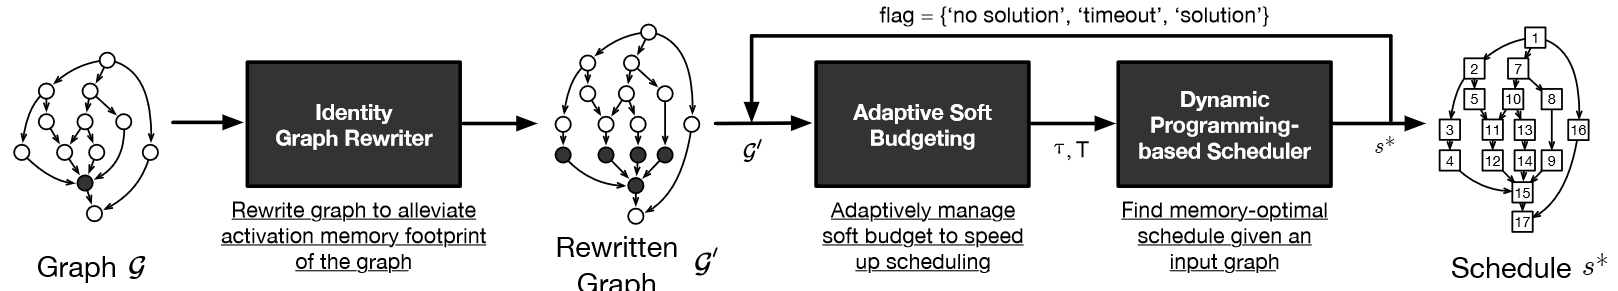 flag = {‘no solution’, ‘timeout’, ‘solution’}
Identity
Graph Rewriter
Adaptive Soft
Budgeting
Dynamic
Programming-
based Scheduler
𝒢′
τ, T
s*
Rewrite graph to alleviate
activation memory footprint
of the graph
Adaptively manage
soft budget to speed
up scheduling
Find memory-optimal
schedule given an
input graph
Graph 𝒢
Rewritten
Graph
𝒢′
Schedule s*
1
2 7
5 10 8
3 11 13 16
4 12 14 9
15
17